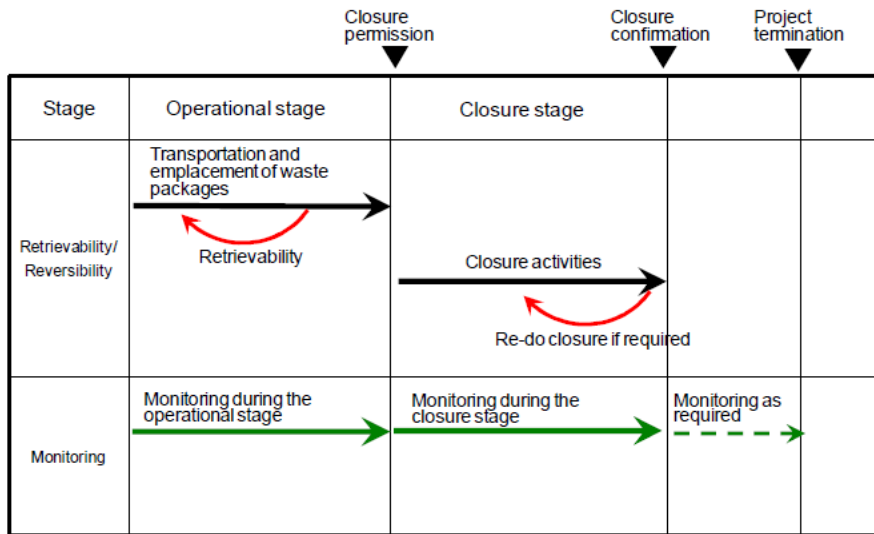 Closure
permission
Closure
confirmation
Project
termination
Stage
Operational stage
Closure stage
Retrievability/
Reversibility
Transportation and
emplacement of waste
packages
Retrievability
Closure activities
Re-do closure if required
Monitoring
Monitoring during the
operational stage
Monitoring during the
closure stage
Monitoring as
required